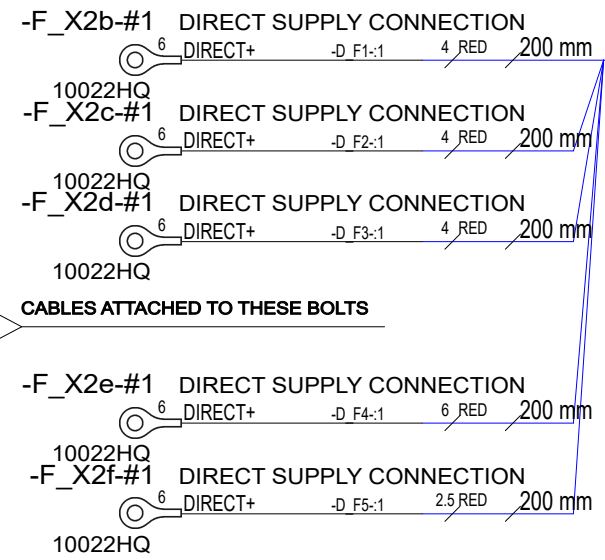 -F_X2b-#1 DIRECT SUPPLY CONNECTION
6 DIRECT+ -D_F1-:1 4 RED 200 mm
10022HQ
-F_X2c-#1 DIRECT SUPPLY CONNECTION
6 DIRECT+ -D_F2-:1 4 RED 200 mm
10022HQ
-F_X2d-#1 DIRECT SUPPLY CONNECTION
6 DIRECT+ -D_F3-:1 4 RED 200 mm
10022HQ
CABLES ATTACHED TO THESE BOLTS
-F_X2e-#1 DIRECT SUPPLY CONNECTION
6 DIRECT+ -D_F4-:1 6 RED 200 mm
10022HQ
-F_X2f-#1 DIRECT SUPPLY CONNECTION
6 DIRECT+ -D_F5-:1 2.5 RED 200 mm
10022HQ